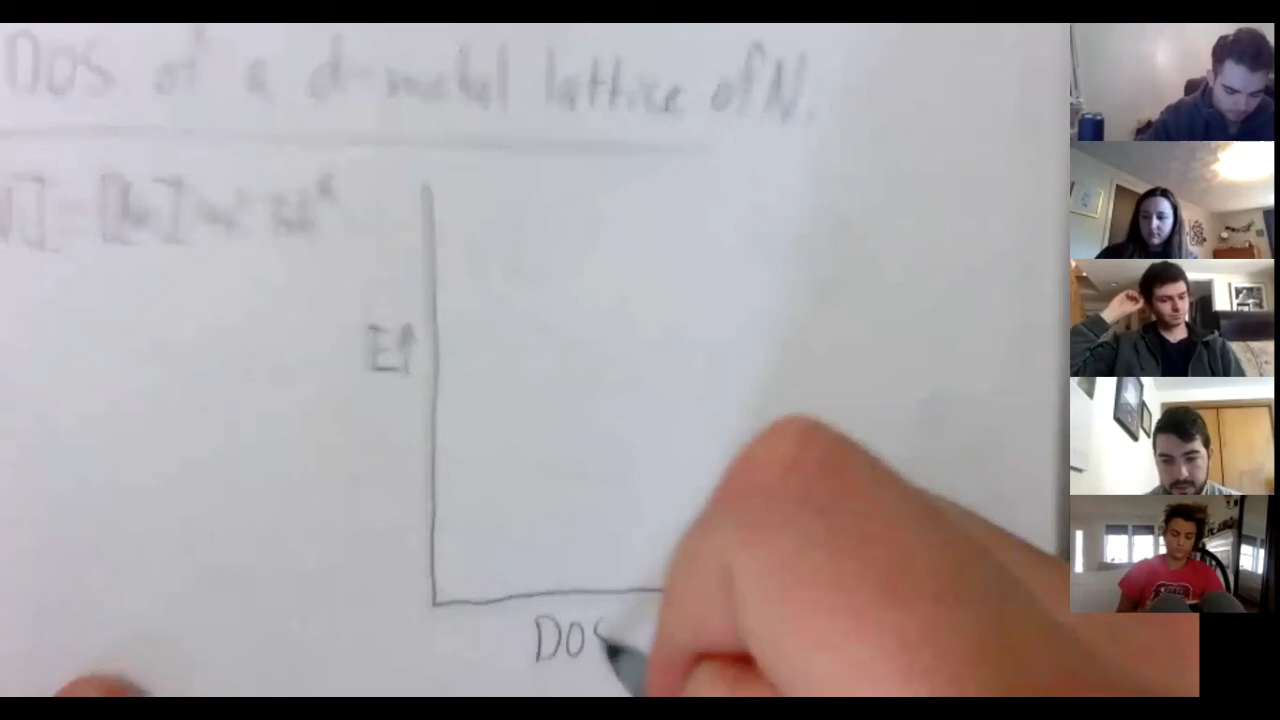 DOS of a d-metal lattice of N.
E↑
DOS